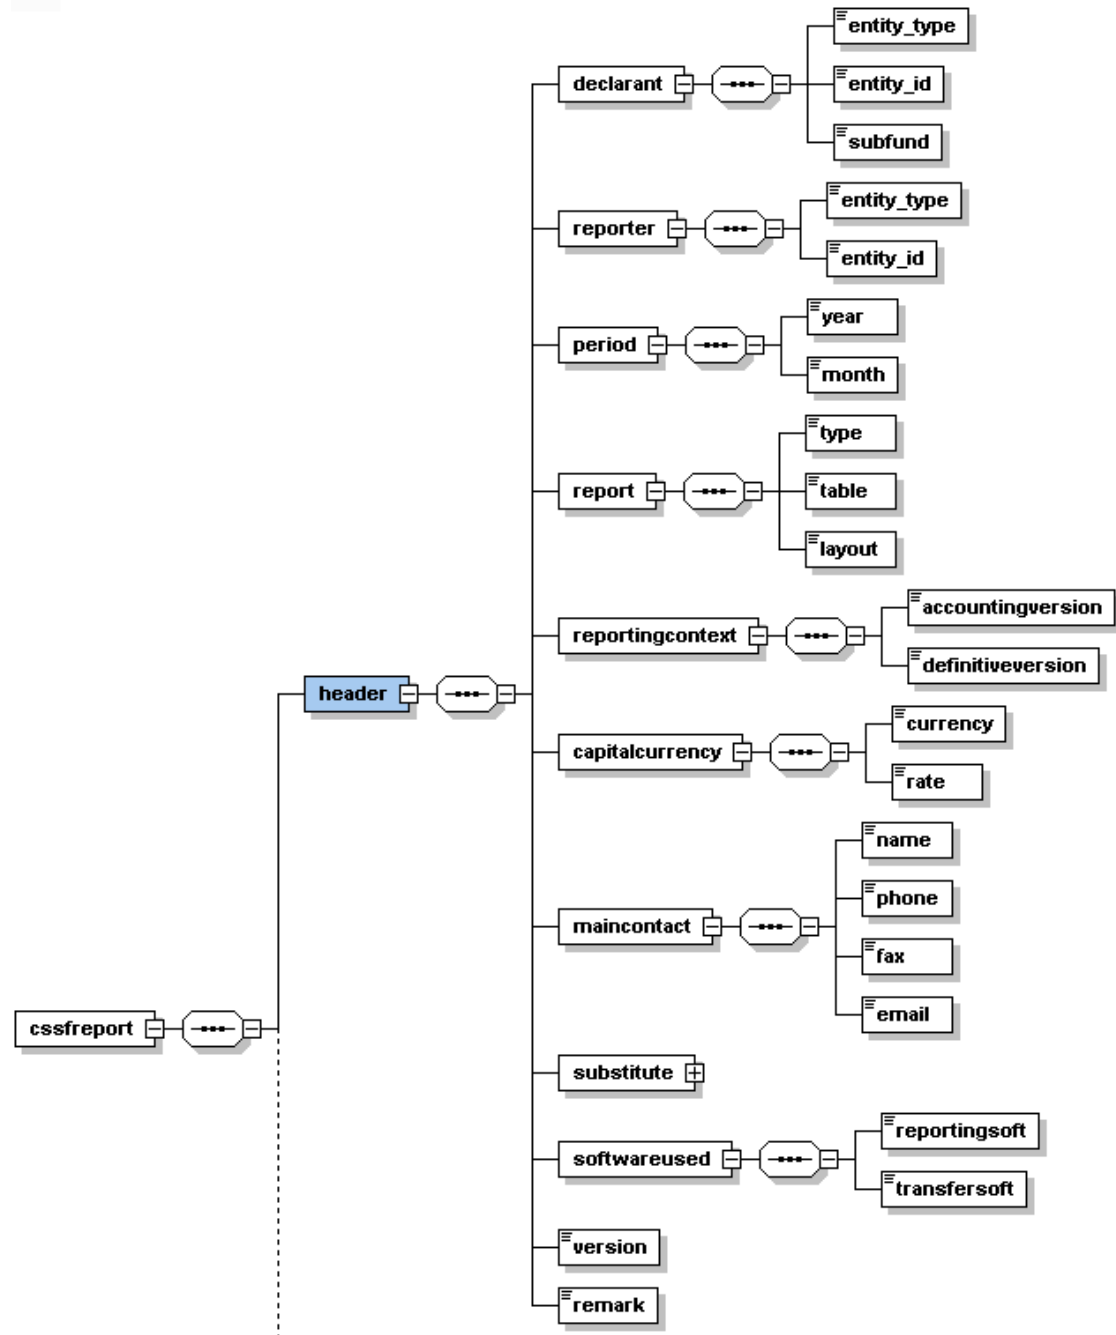 entity_type
declarant
entity_id
subfund
entity_type
reporter
entity_id
year
period
month
type
report
table
layout
accountingversion
reportingcontext
definitiveversion
header
currency
capitalcurrency
rate
name
phone
maincontact
fax
email
cssfreport
substitute
reportingsoft
softwareused
transfersoft
version
remark